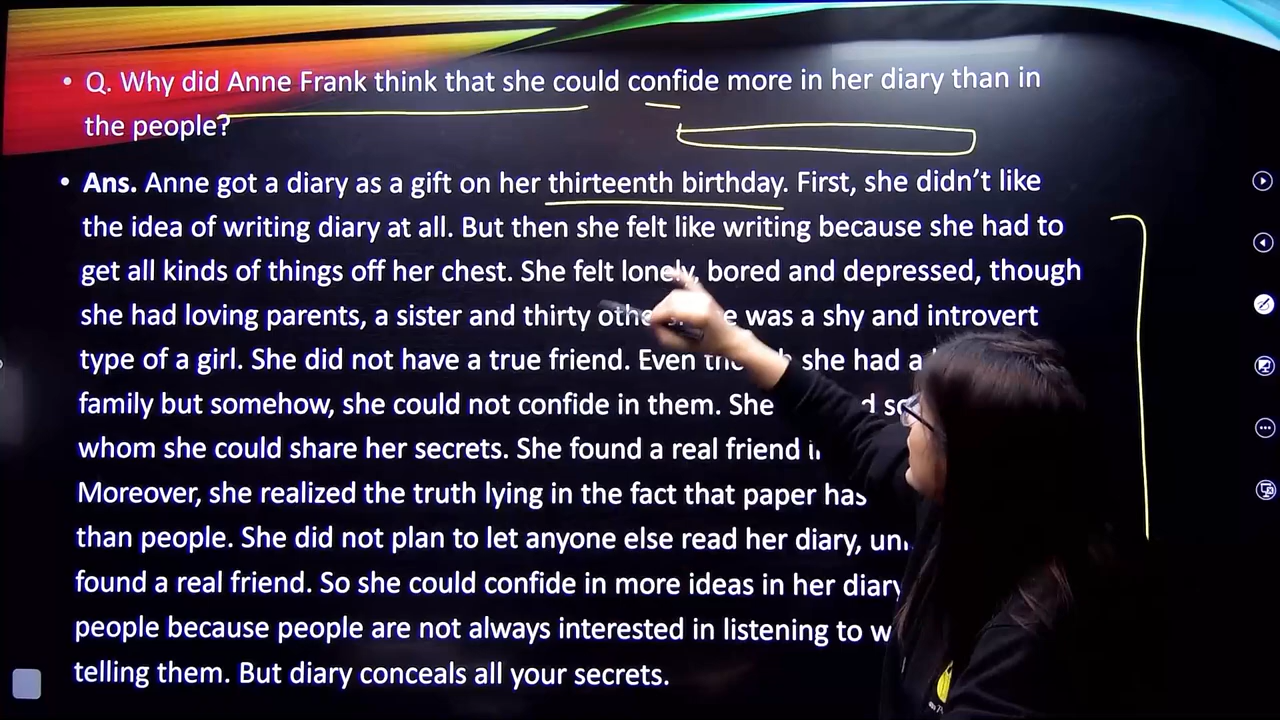 • Q. Why did Anne Frank think that she could confide more in her diary than in
the people?
• Ans. Anne got a diary as a gift on her thirteenth birthday. First, she didn't like
the idea of writing diary at all. But then she felt like writing because she had to
get all kinds of things off her chest. She felt lonely, bored and depressed, though
she had loving parents, a sister and thirty was a shy and introvert
type of a girl. She did not have a true friend. Even she had a
family but somehow, she could not confide in them. She
whom she could share her secrets. She found a real friend
Moreover, she realized the truth lying in the fact that paper has
than people. She did not plan to let anyone else read her diary,
found a real friend. So she could confide in more ideas in her diary
people because people are not always interested in listening to
telling them. But diary conceals all your secrets.